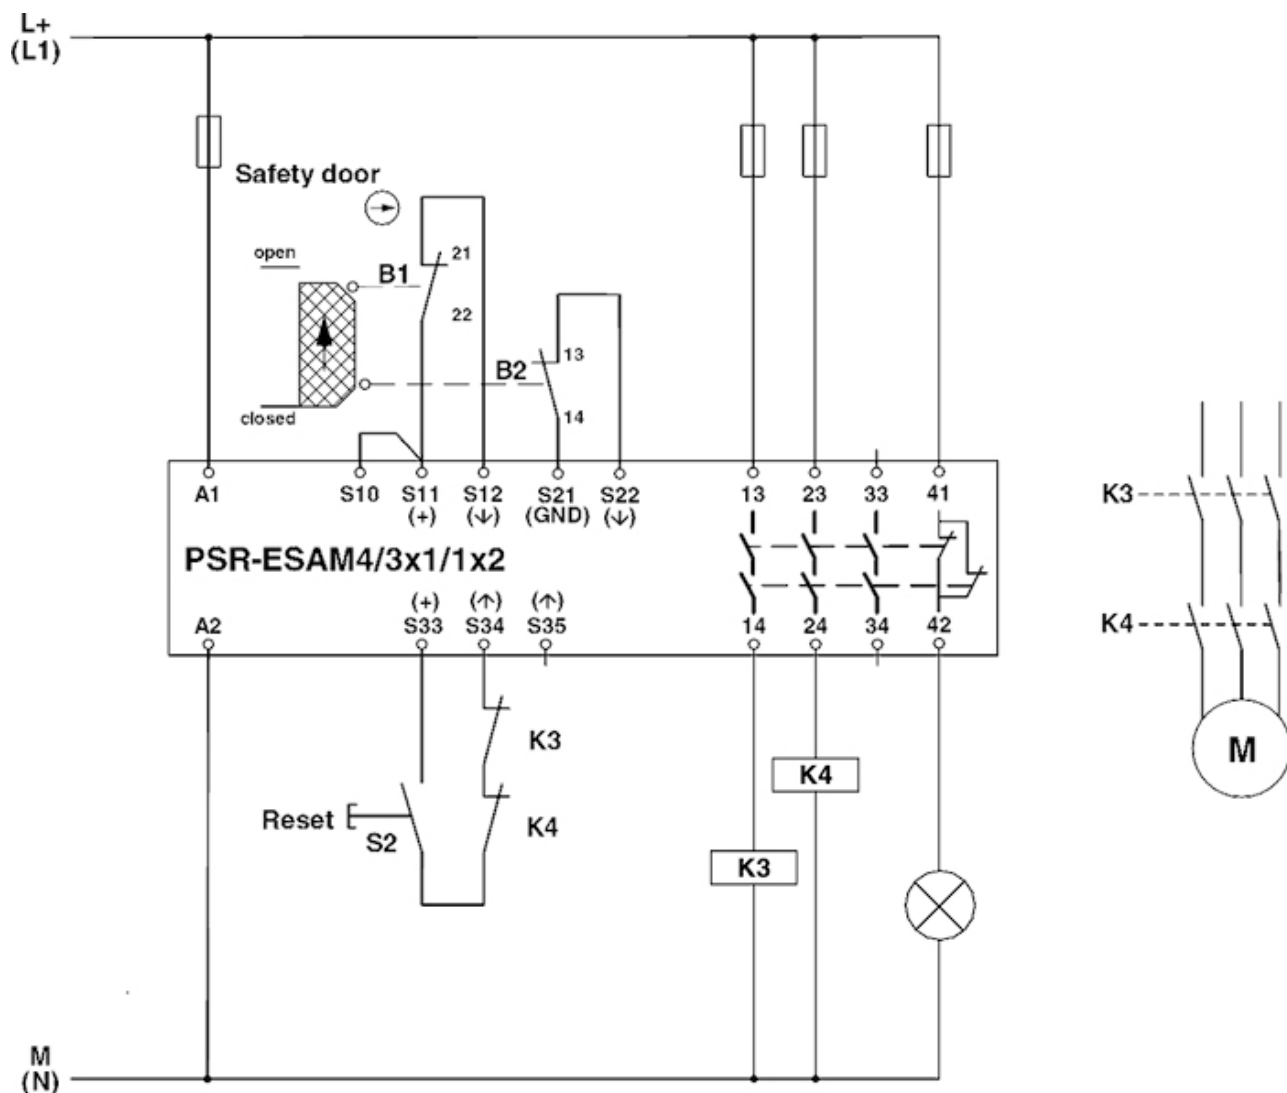 L+
(L1)
Safety door
open
B1
21
22
B2
13
14
closed
A1
S10
S11
(+)
S12
(↓)
S21
(GND)
S22
(↓)
13
23
33
41
PSR-ESAM4/3x1/1x2
A2
(+)
S33
(↑)
S34
(↑)
S35
14
24
34
42
K3
K4
M
K3
K4
Reset
S2
K4
K3
M
(N)